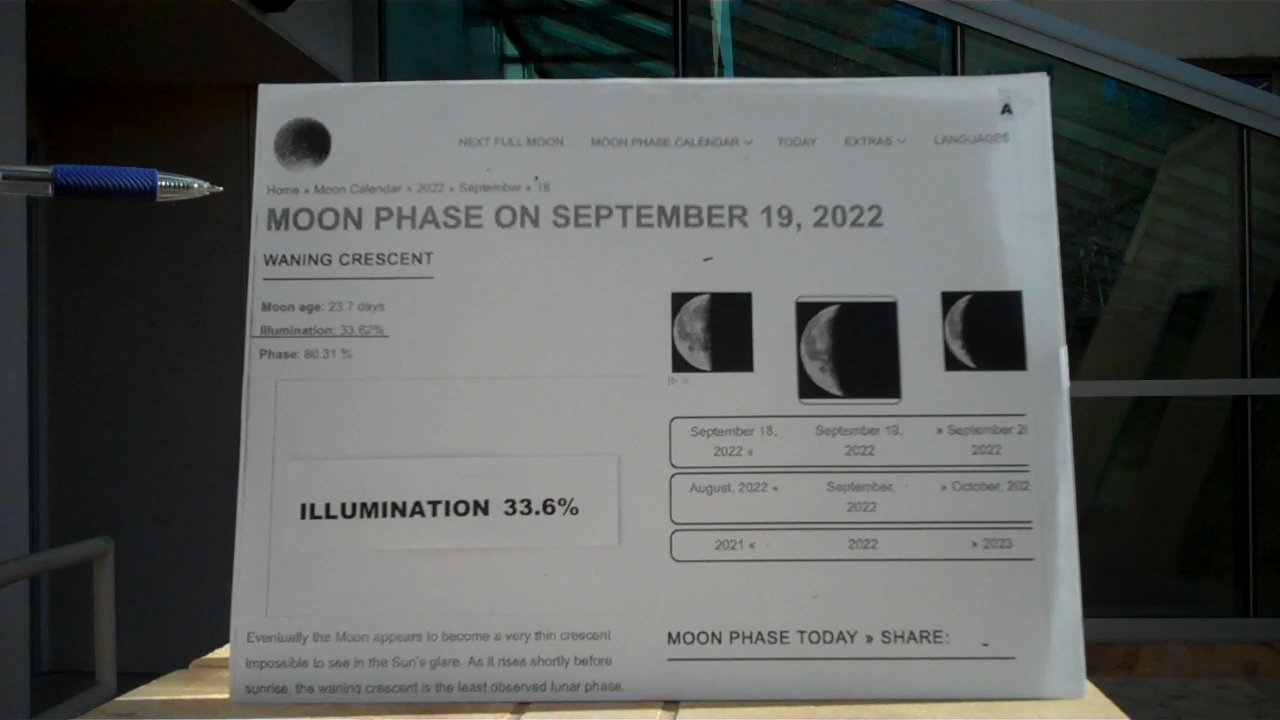 A
NEXT FULL MOON MOON PHASE CALENDAR TODAY EXTRAS LANGUAGES
Home » Moon Calendar » 2022 » September » 18
MOON PHASE ON SEPTEMBER 19, 2022
WANING CRESCENT
Moon age: 23.7 days
Illumination: 33.62%
Phase: 80.31 %
ILLUMINATION 33.6%
Eventually the Moon appears to become a very thin crescent
impossible to see in the Sun's glare. As it rises shortly before
sunrise, the waning crescent is the least observed lunar phase.
September 18, September 19, » September 2
2022 « 2022 2022
August, 2022 « September, » October, 202
2022
2021 « 2022 » 2023
MOON PHASE TODAY » SHARE: